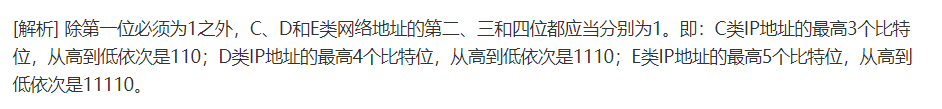 [解析] 除第一位必须为1之外，C、D和E类网络地址的第二、三和四位都应当分别为1。即：C类IP地址的最高3个比特
位，从高到低依次是110；D类IP地址的最高4个比特位，从高到低依次是1110；E类IP地址的最高5个比特位，从高到
低依次是11110。